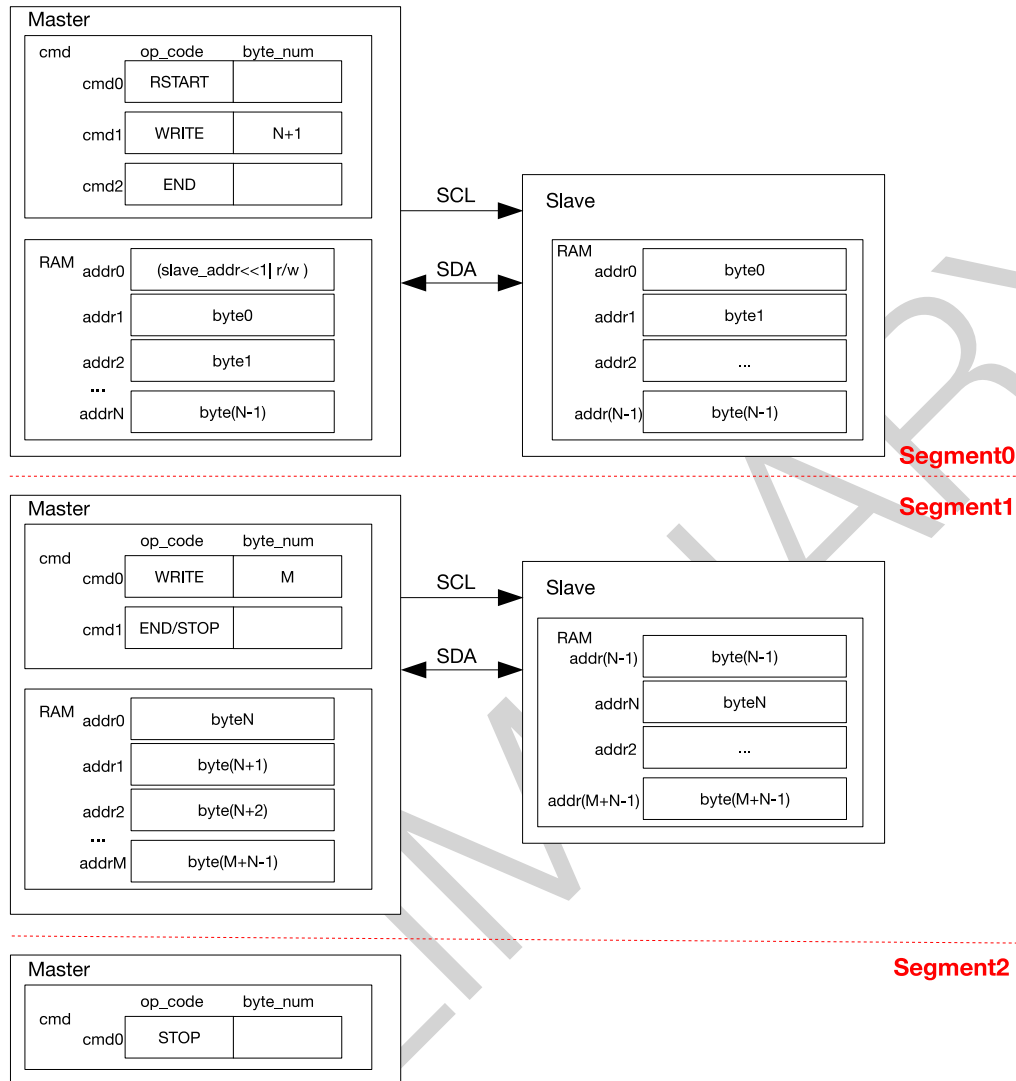 Master
cmd op_code byte_num
cmd0 RSTART
cmd1 WRITE N+1
cmd2 END
RAM
addr0 (slave_addr<<1| r/w )
addr1 byte0
addr2 byte1
...
addrN byte(N-1)
SCL
SDA
Slave
RAM
addr0 byte0
addr1 byte1
addr2 ...
addr(N-1) byte(N-1)
Segment0
Segment1
Master
op_code byte_num
cmd
cmd0 WRITE M
cmd1 END/STOP
RAM
addr0 byteN
addr1 byte(N+1)
addr2 byte(N+2)
...
addrM byte(M+N-1)
SCL
SDA
Slave
RAM
addr(N-1) byte(N-1)
addrN byteN
addr2 ...
addr(M+N-1) byte(M+N-1)
Segment2
Master
op_code byte_num
cmd
cmd0 STOP